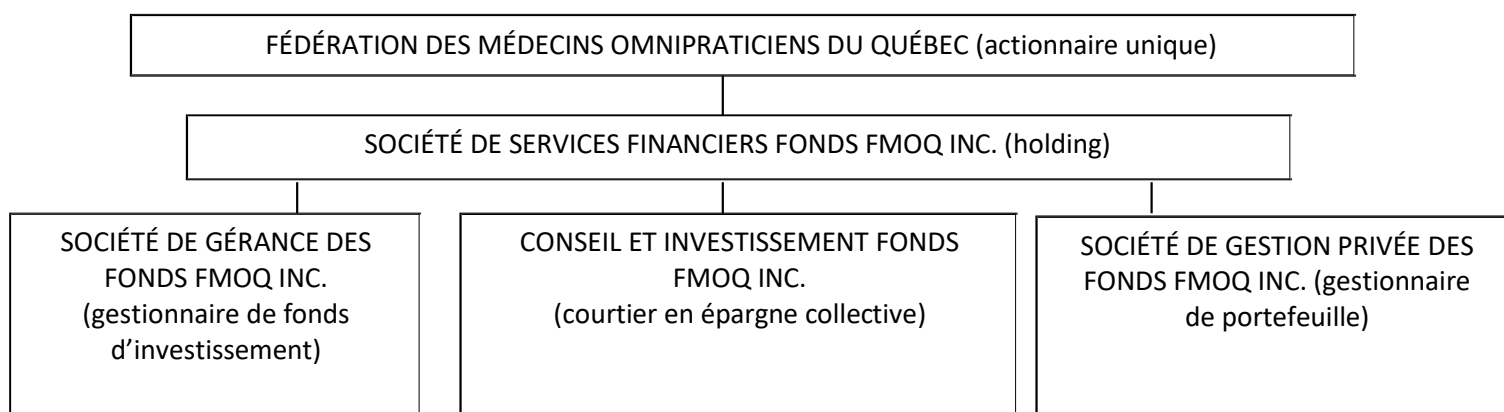 FÉDÉRATION DES MÉDECINS OMNIPRATICIENS DU QUÉBEC (actionnaire unique)
SOCIÉTÉ DE SERVICES FINANCIERS FONDS FMOQ INC. (holding)
SOCIÉTÉ DE GÉRANCE DES
FONDS FMOQ INC.
(gestionnaire de fonds
d’investissement)
CONSEIL ET INVESTISSEMENT FONDS
FMOQ INC.
(courtier en épargne collective)
SOCIÉTÉ DE GESTION PRIVÉE DES
FONDS FMOQ INC. (gestionnaire
de portefeuille)